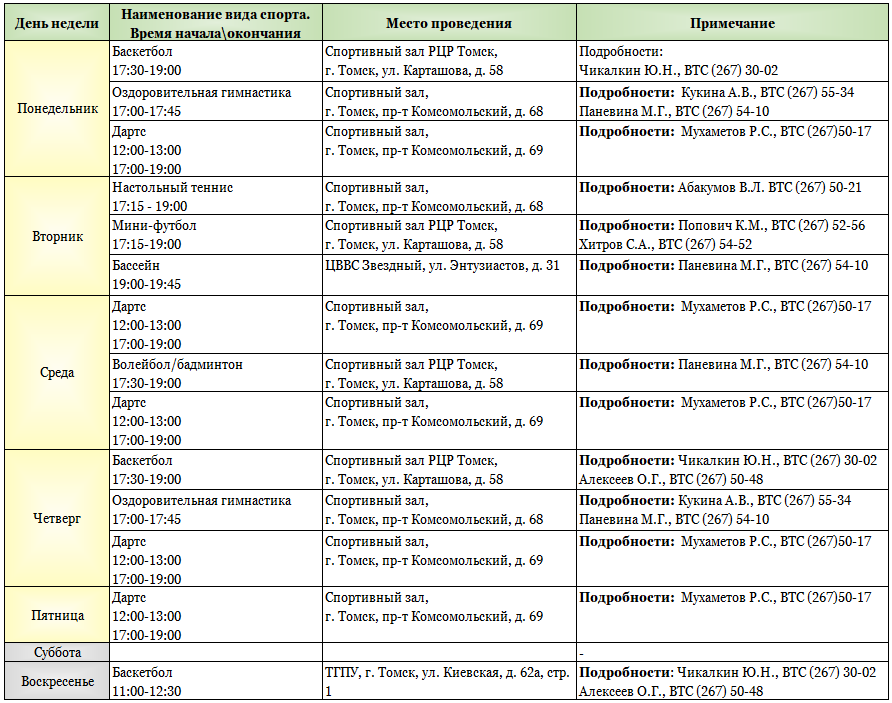 День недели
Наименование вида спорта.
Время начала\окончания
Место проведения
Примечание
Понедельник
Баскетбол
17:30-19:00
Спортивный зал РЦР Томск,
г. Томск, ул. Карташова, д. 58
Подробности:
Чикалкин Ю.Н., ВТС (267) 30-02
Оздоровительная гимнастика
17:00-17:45
Спортивный зал,
г. Томск, пр-т Комсомольский, д. 68
Подробности: Кукина А.В., ВТС (267) 55-34
Паневина М.Г., ВТС (267) 54-10
Дартс
12:00-13:00
17:00-19:00
Спортивный зал,
г. Томск, пр-т Комсомольский, д. 69
Подробности: Мухаметов Р.С., ВТС (267)50-17
Вторник
Настольный теннис
17:15 - 19:00
Спортивный зал,
г. Томск, пр-т Комсомольский, д. 68
Подробности: Абакумов В.Л. ВТС (267) 50-21
Мини-футбол
17:15-19:00
Спортивный зал РЦР Томск,
г. Томск, ул. Карташова, д. 58
Подробности: Попович К.М., ВТС (267) 52-56
Хитров С.А., ВТС (267) 54-52
Бассейн
19:00-19:45
ЦВВС Звездный, ул. Энтузиастов, д. 31
Подробности: Паневина М.Г., ВТС (267) 54-10
Среда
Дартс
12:00-13:00
17:00-19:00
Спортивный зал,
г. Томск, пр-т Комсомольский, д. 69
Подробности: Мухаметов Р.С., ВТС (267)50-17
Волейбол/бадминтон
17:30-19:00
Спортивный зал РЦР Томск,
г. Томск, ул. Карташова, д. 58
Подробности: Паневина М.Г., ВТС (267) 54-10
Дартс
12:00-13:00
17:00-19:00
Спортивный зал,
г. Томск, пр-т Комсомольский, д. 69
Подробности: Мухаметов Р.С., ВТС (267)50-17
Четверг
Баскетбол
17:30-19:00
Спортивный зал РЦР Томск,
г. Томск, ул. Карташова, д. 58
Подробности: Чикалкин Ю.Н., ВТС (267) 30-02
Алексеев О.Г., ВТС (267) 50-48
Оздоровительная гимнастика
17:00-17:45
Спортивный зал,
г. Томск, пр-т Комсомольский, д. 68
Подробности: Кукина А.В., ВТС (267) 55-34
Паневина М.Г., ВТС (267) 54-10
Дартс
12:00-13:00
17:00-19:00
Спортивный зал,
г. Томск, пр-т Комсомольский, д. 69
Подробности: Мухаметов Р.С., ВТС (267)50-17
Пятница
Дартс
12:00-13:00
17:00-19:00
Спортивный зал,
г. Томск, пр-т Комсомольский, д. 69
Подробности: Мухаметов Р.С., ВТС (267)50-17
Суббота
-
Воскресенье
Баскетбол
11:00-12:30
ТГПУ, г. Томск, ул. Киевская, д. 62а, стр.
1
Подробности: Чикалкин Ю.Н., ВТС (267) 30-02
Алексеев О.Г., ВТС (267) 50-48